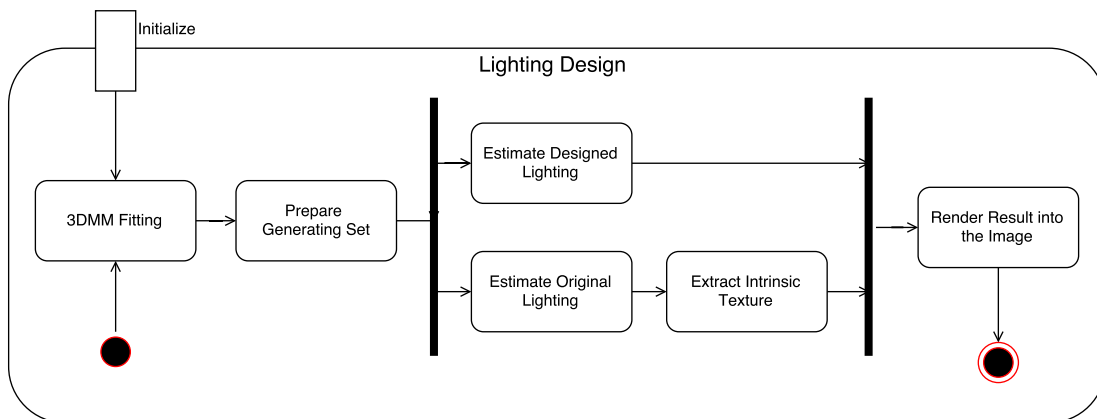 Initialize
Lighting Design
3DMM Fitting
Prepare
Generating Set
Estimate Designed
Lighting
Estimate Original
Lighting
Extract Intrinsic
Texture
Render Result into
the Image